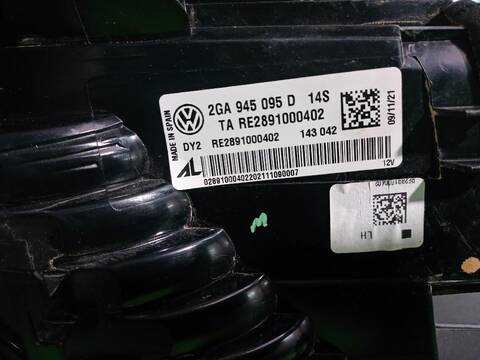 MADE IN SPAIN
2GA 945 095 D 14S
TA RE2891000402
DY2 RE2891000402 143 042
09/11/21
AL
12V
02891000402202111090007
LH